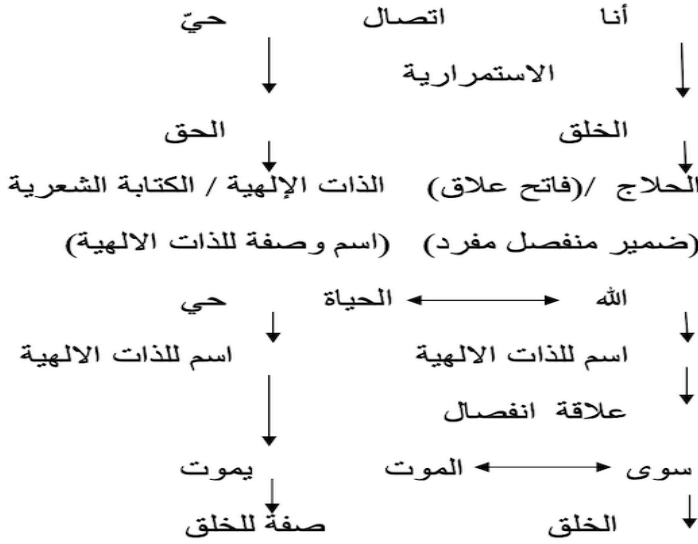 أنا اتصال حيّ
الاستمرارية
الخلق الحق
الحلاج /(فاتح علاق) الذات الإلهية / الكتابة الشعرية
(ضمير منفصل مفرد) (اسم وصفة للذات الالهية)
الله الحياة حي
اسم للذات الالهية اسم للذات الالهية
علاقة انفصال
سوى الموت يموت
الخلق صفة للخلق